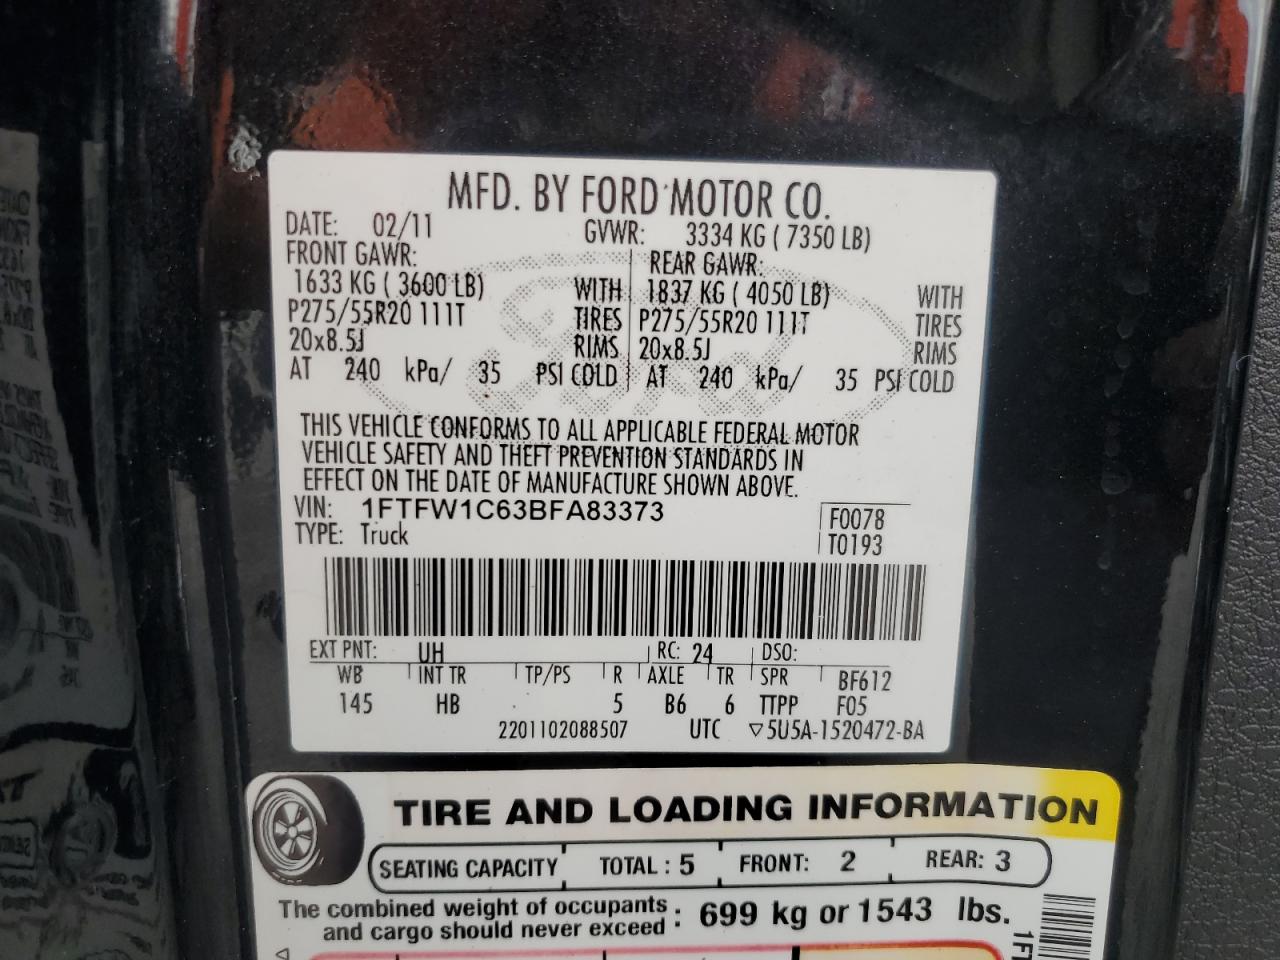 MFD. BY FORD MOTOR CO.
DATE: 02/11 GVWR: 3334 KG ( 7350 LB)
FRONT GAWR: REAR GAWR:
1633 KG ( 3600 LB) WITH 1837 KG ( 4050 LB) WITH
P275/55R20 111T TIRES P275/55R20 111T TIRES
20x8.5J RIMS 20x8.5J RIMS
AT 240 kPa/ 35 PSI COLD AT 240 kPa/ 35 PSI COLD
THIS VEHICLE CONFORMS TO ALL APPLICABLE FEDERAL MOTOR
VEHICLE SAFETY AND THEFT PREVENTION STANDARDS IN
EFFECT ON THE DATE OF MANUFACTURE SHOWN ABOVE.
VIN: 1FTFW1C63BFA83373 F0078
TYPE: Truck T0193
EXT PNT: UH RC: 24 DSO:
WB INT TR TP/PS R AXLE TR SPR BF612
145 HB 5 B6 6 TTPP F05
2201102088507 UTC ▽5U5A-1520472-BA
TIRE AND LOADING INFORMATION
SEATING CAPACITY TOTAL : 5 FRONT: 2 REAR: 3
The combined weight of occupants
and cargo should never exceed : 699 kg or 1543 lbs.